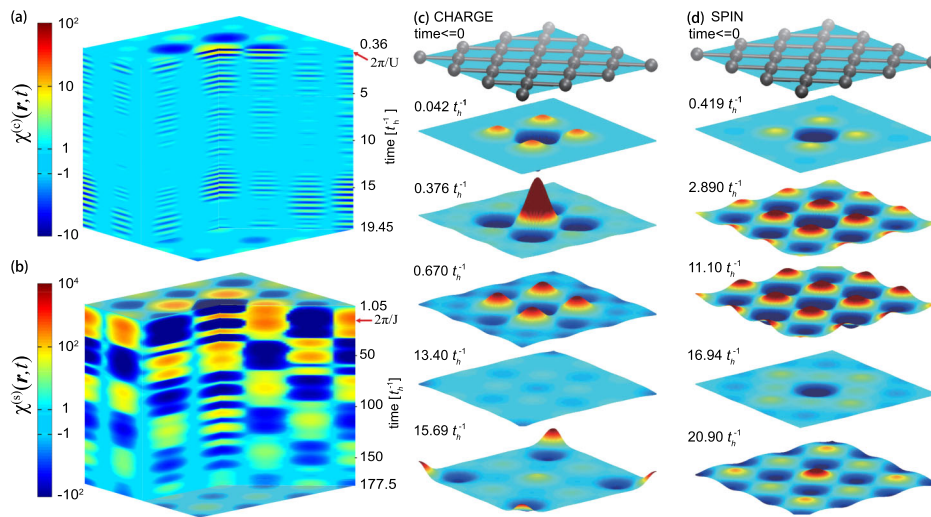 (a)
10²
10
1
-1
-10
χ⁽ᶜ⁾(r,t)
0.36
2π/U
5
10
15
19.45
time [t_h⁻¹]
(b)
10⁴
10²
1
-1
-10²
χ⁽ˢ⁾(r,t)
1.05
2π/J
50
100
150
177.5
time [t_h⁻¹]
(c) CHARGE
time<=0
0.042 t_h⁻¹
0.376 t_h⁻¹
0.670 t_h⁻¹
13.40 t_h⁻¹
15.69 t_h⁻¹
(d) SPIN
time<=0
0.419 t_h⁻¹
2.890 t_h⁻¹
11.10 t_h⁻¹
16.94 t_h⁻¹
20.90 t_h⁻¹